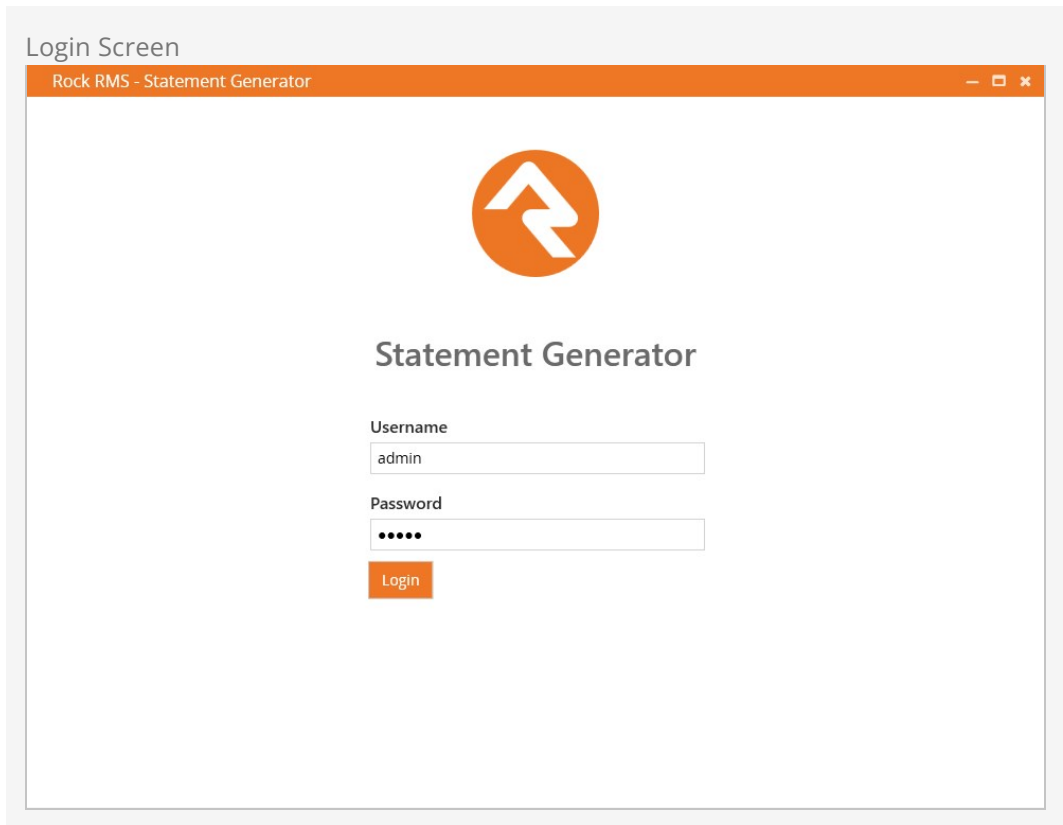 Login Screen
Rock RMS - Statement Generator
Statement Generator
Username
admin
Password
•••••
Login